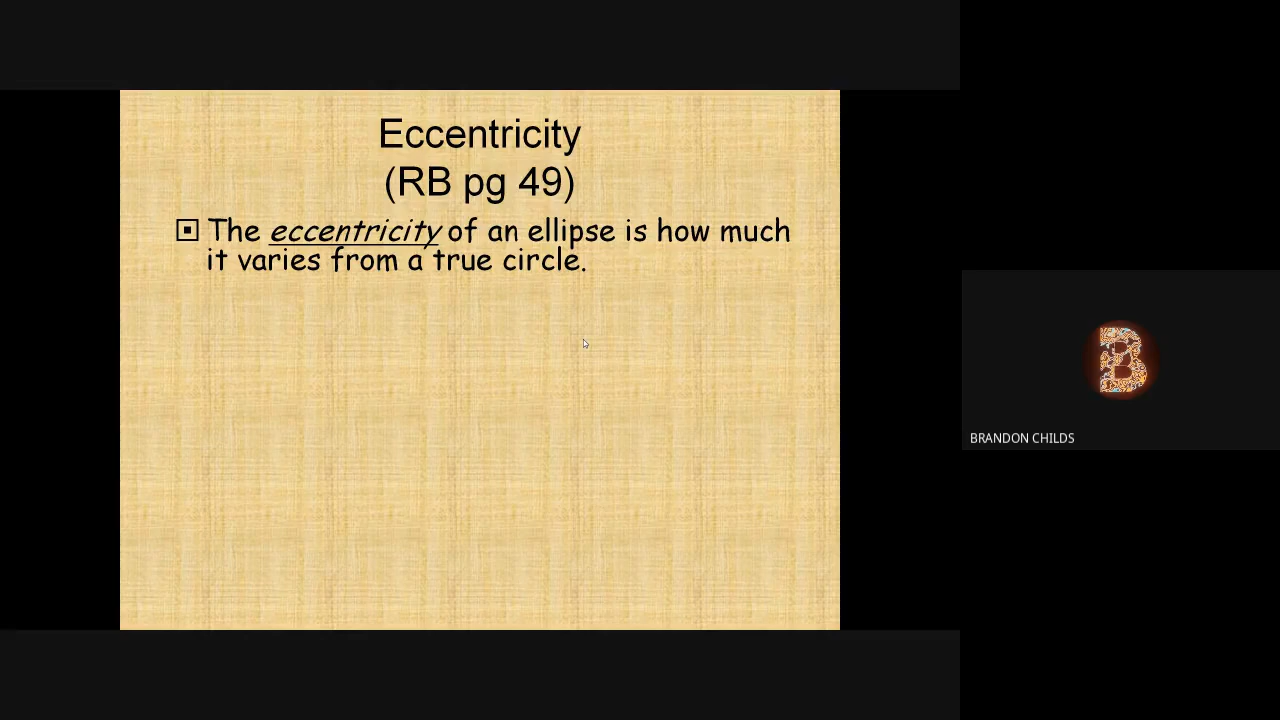 Eccentricity
(RB pg 49)
The eccentricity of an ellipse is how much
it varies from a true circle.
B
BRANDON CHILDS